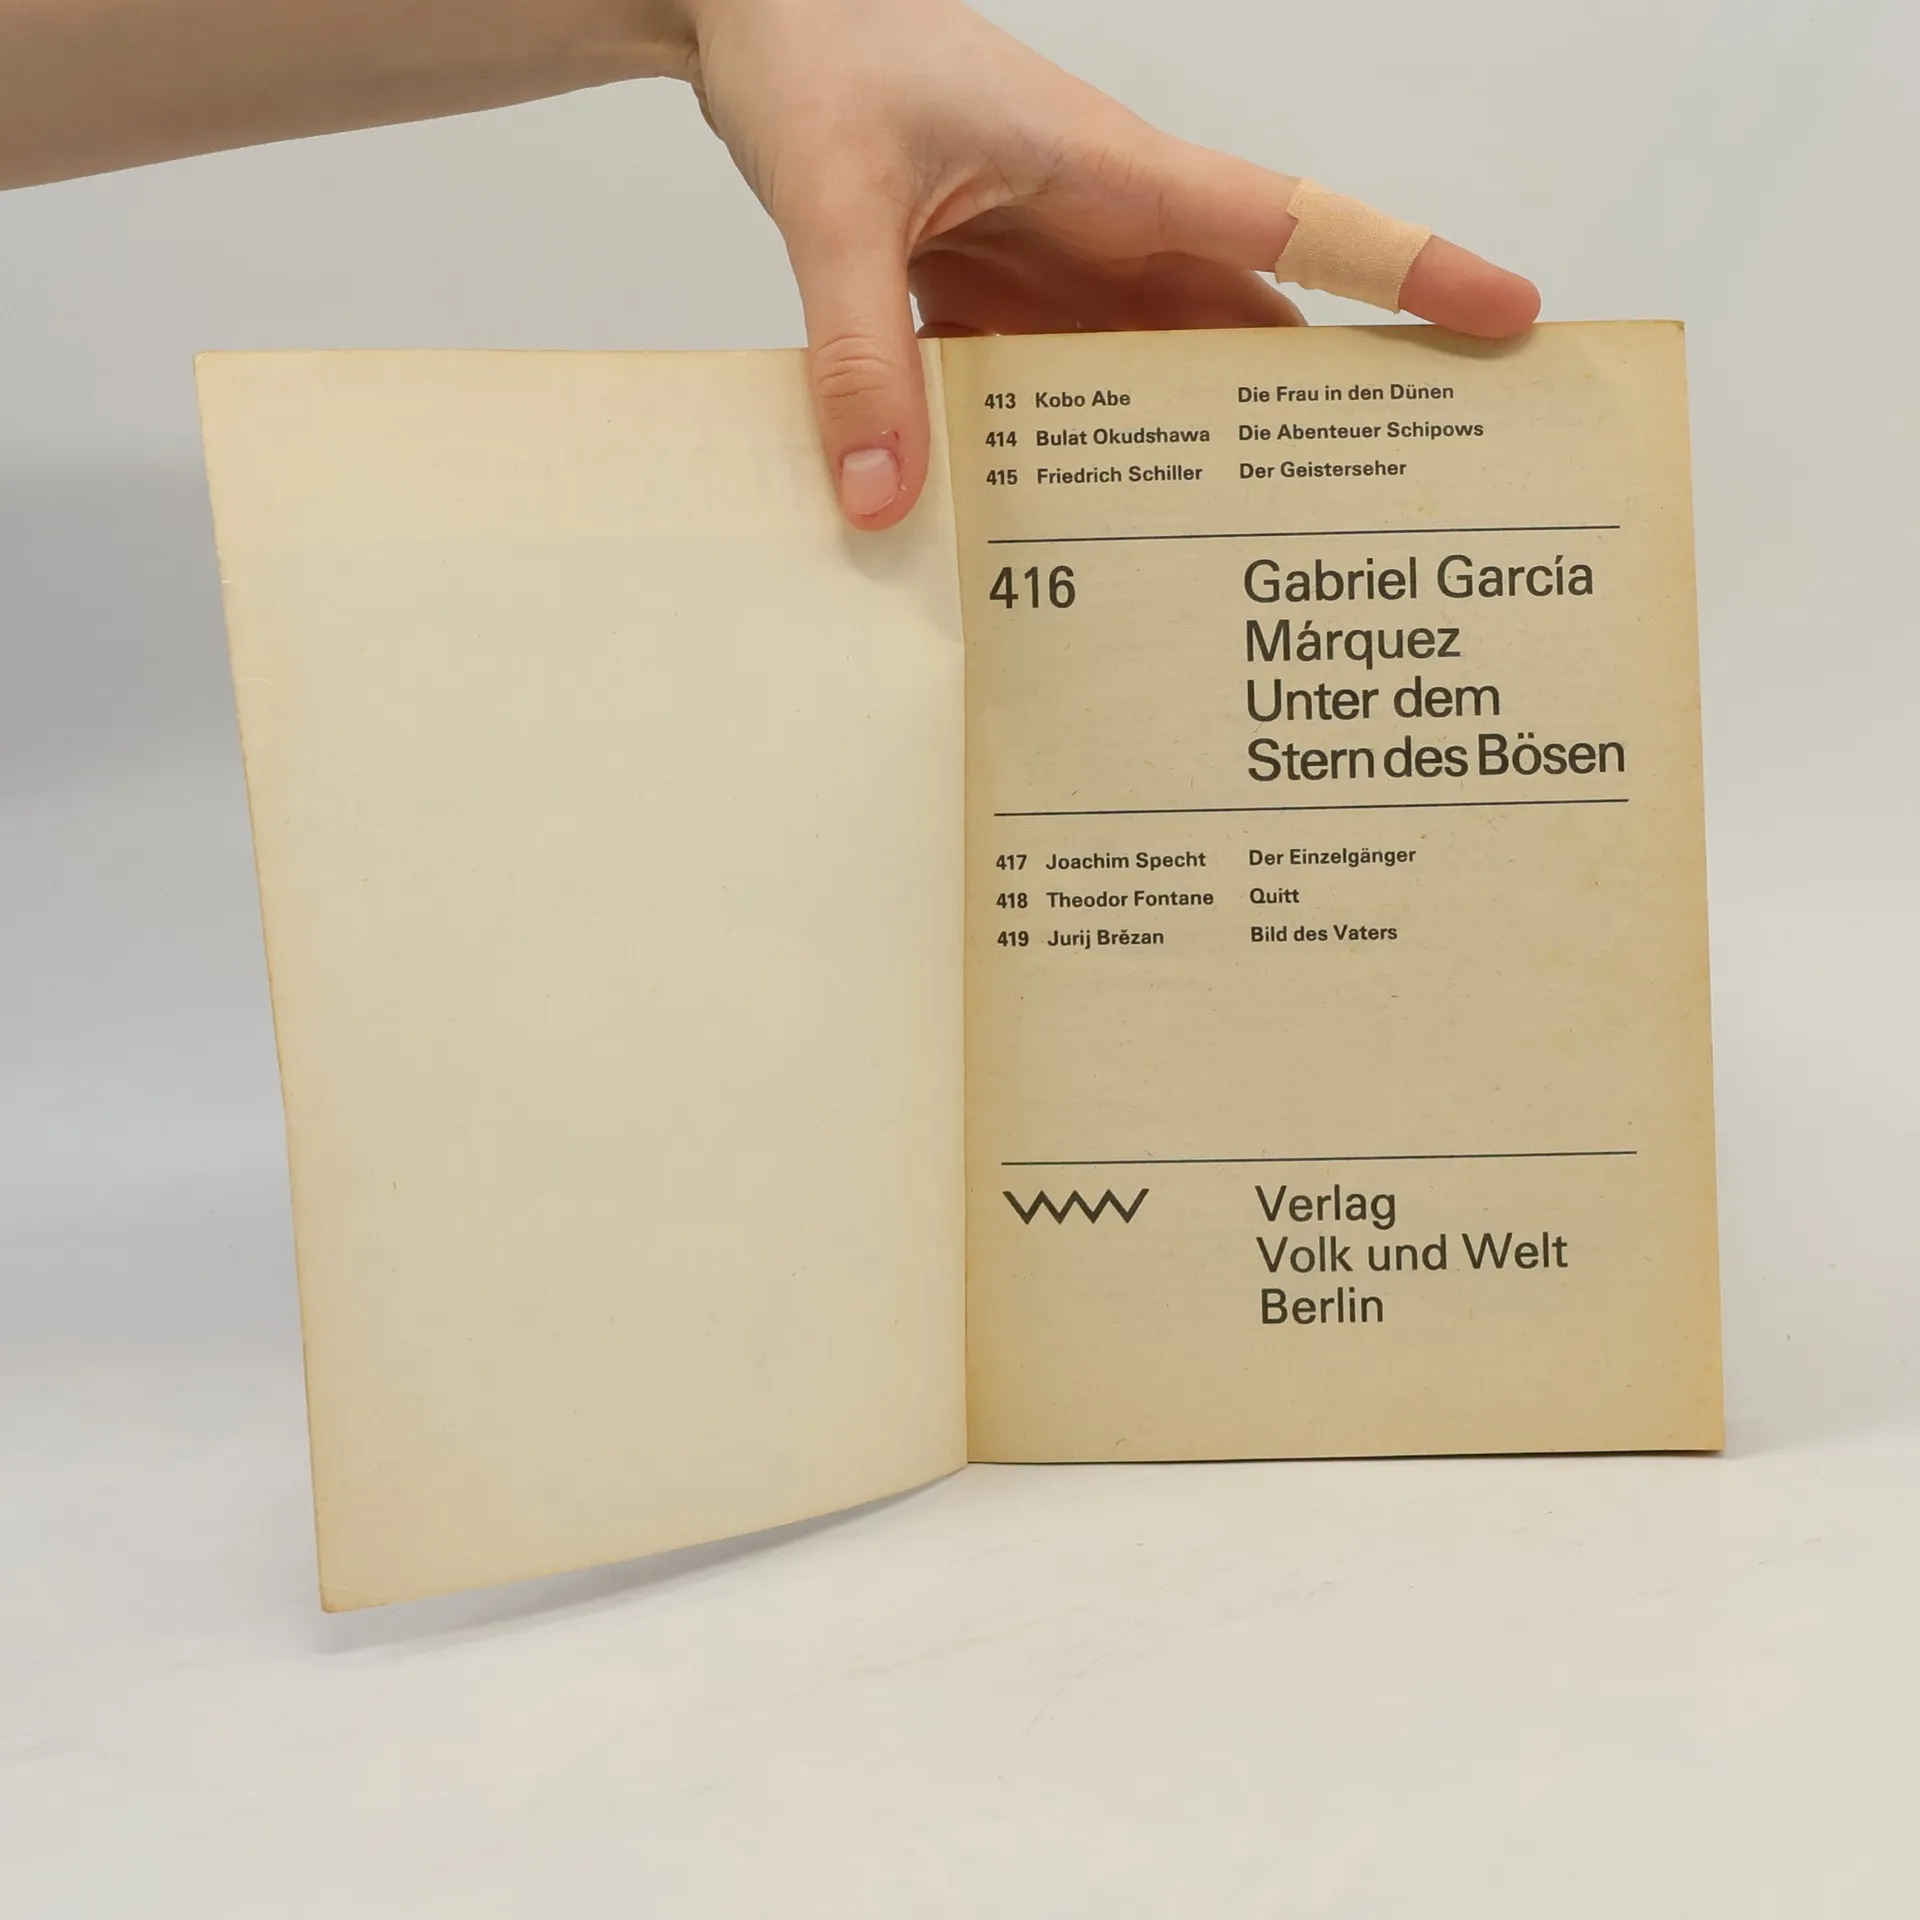 413 Kobo Abe Die Frau in den Dünen
414 Bulat Okudshawa Die Abenteuer Schipows
415 Friedrich Schiller Der Geisterseher
416 Gabriel García
Márquez
Unter dem
Stern des Bösen
417 Joachim Specht Der Einzelgänger
418 Theodor Fontane Quitt
419 Jurij Brězan Bild des Vaters
Verlag
Volk und Welt
Berlin